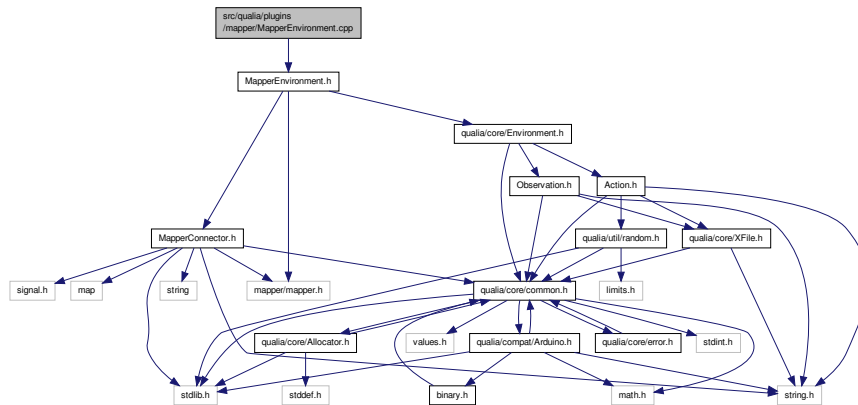 src/qualia/plugins
/mapper/MapperEnvironment.cpp
MapperEnvironment.h
qualia/core/Environment.h
Observation.h
Action.h
MapperConnector.h
qualia/util/random.h
qualia/core/XFile.h
signal.h
map
string
mapper/mapper.h
qualia/core/common.h
limits.h
qualia/core/Allocator.h
values.h
qualia/compat/Arduino.h
qualia/core/error.h
stdint.h
stdlib.h
stddef.h
binary.h
math.h
string.h